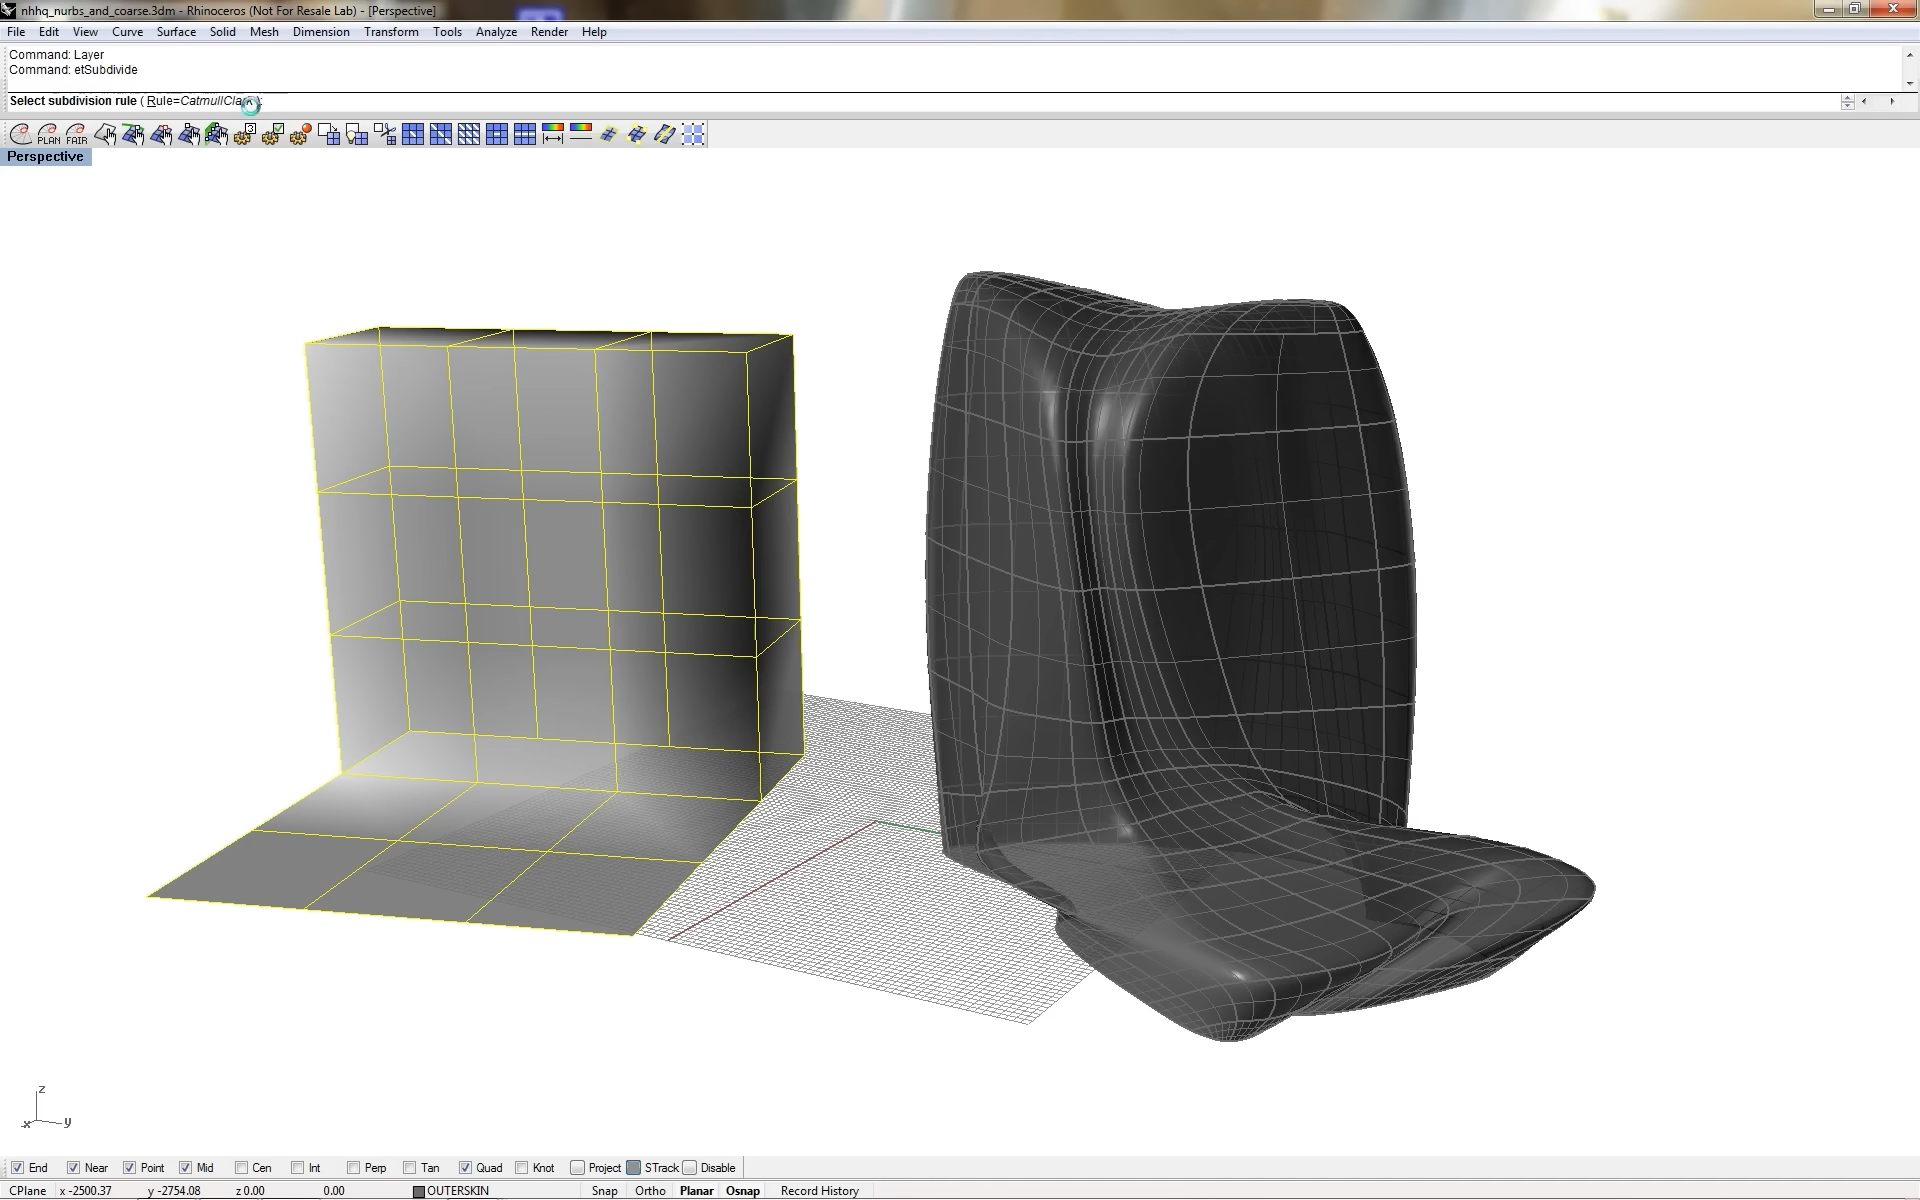 nhhq_nurbs_and_coarse.3dm - Rhinoceros (Not For Resale Lab) - [Perspective]
File Edit View Curve Surface Solid Mesh Dimension Transform Tools Analyze Render Help
Command: Layer
Command: etSubdivide
Select subdivision rule ( Rule=CatmullClark ):
PLAN FAIR 3
Perspective
z
x y
End Near Point Mid Cen Int Perp Tan Quad Knot Project STrack Disable
CPlane x -2500.37 y -2754.08 z 0.00 0.00 OUTERSKIN Snap Ortho Planar Osnap Record History